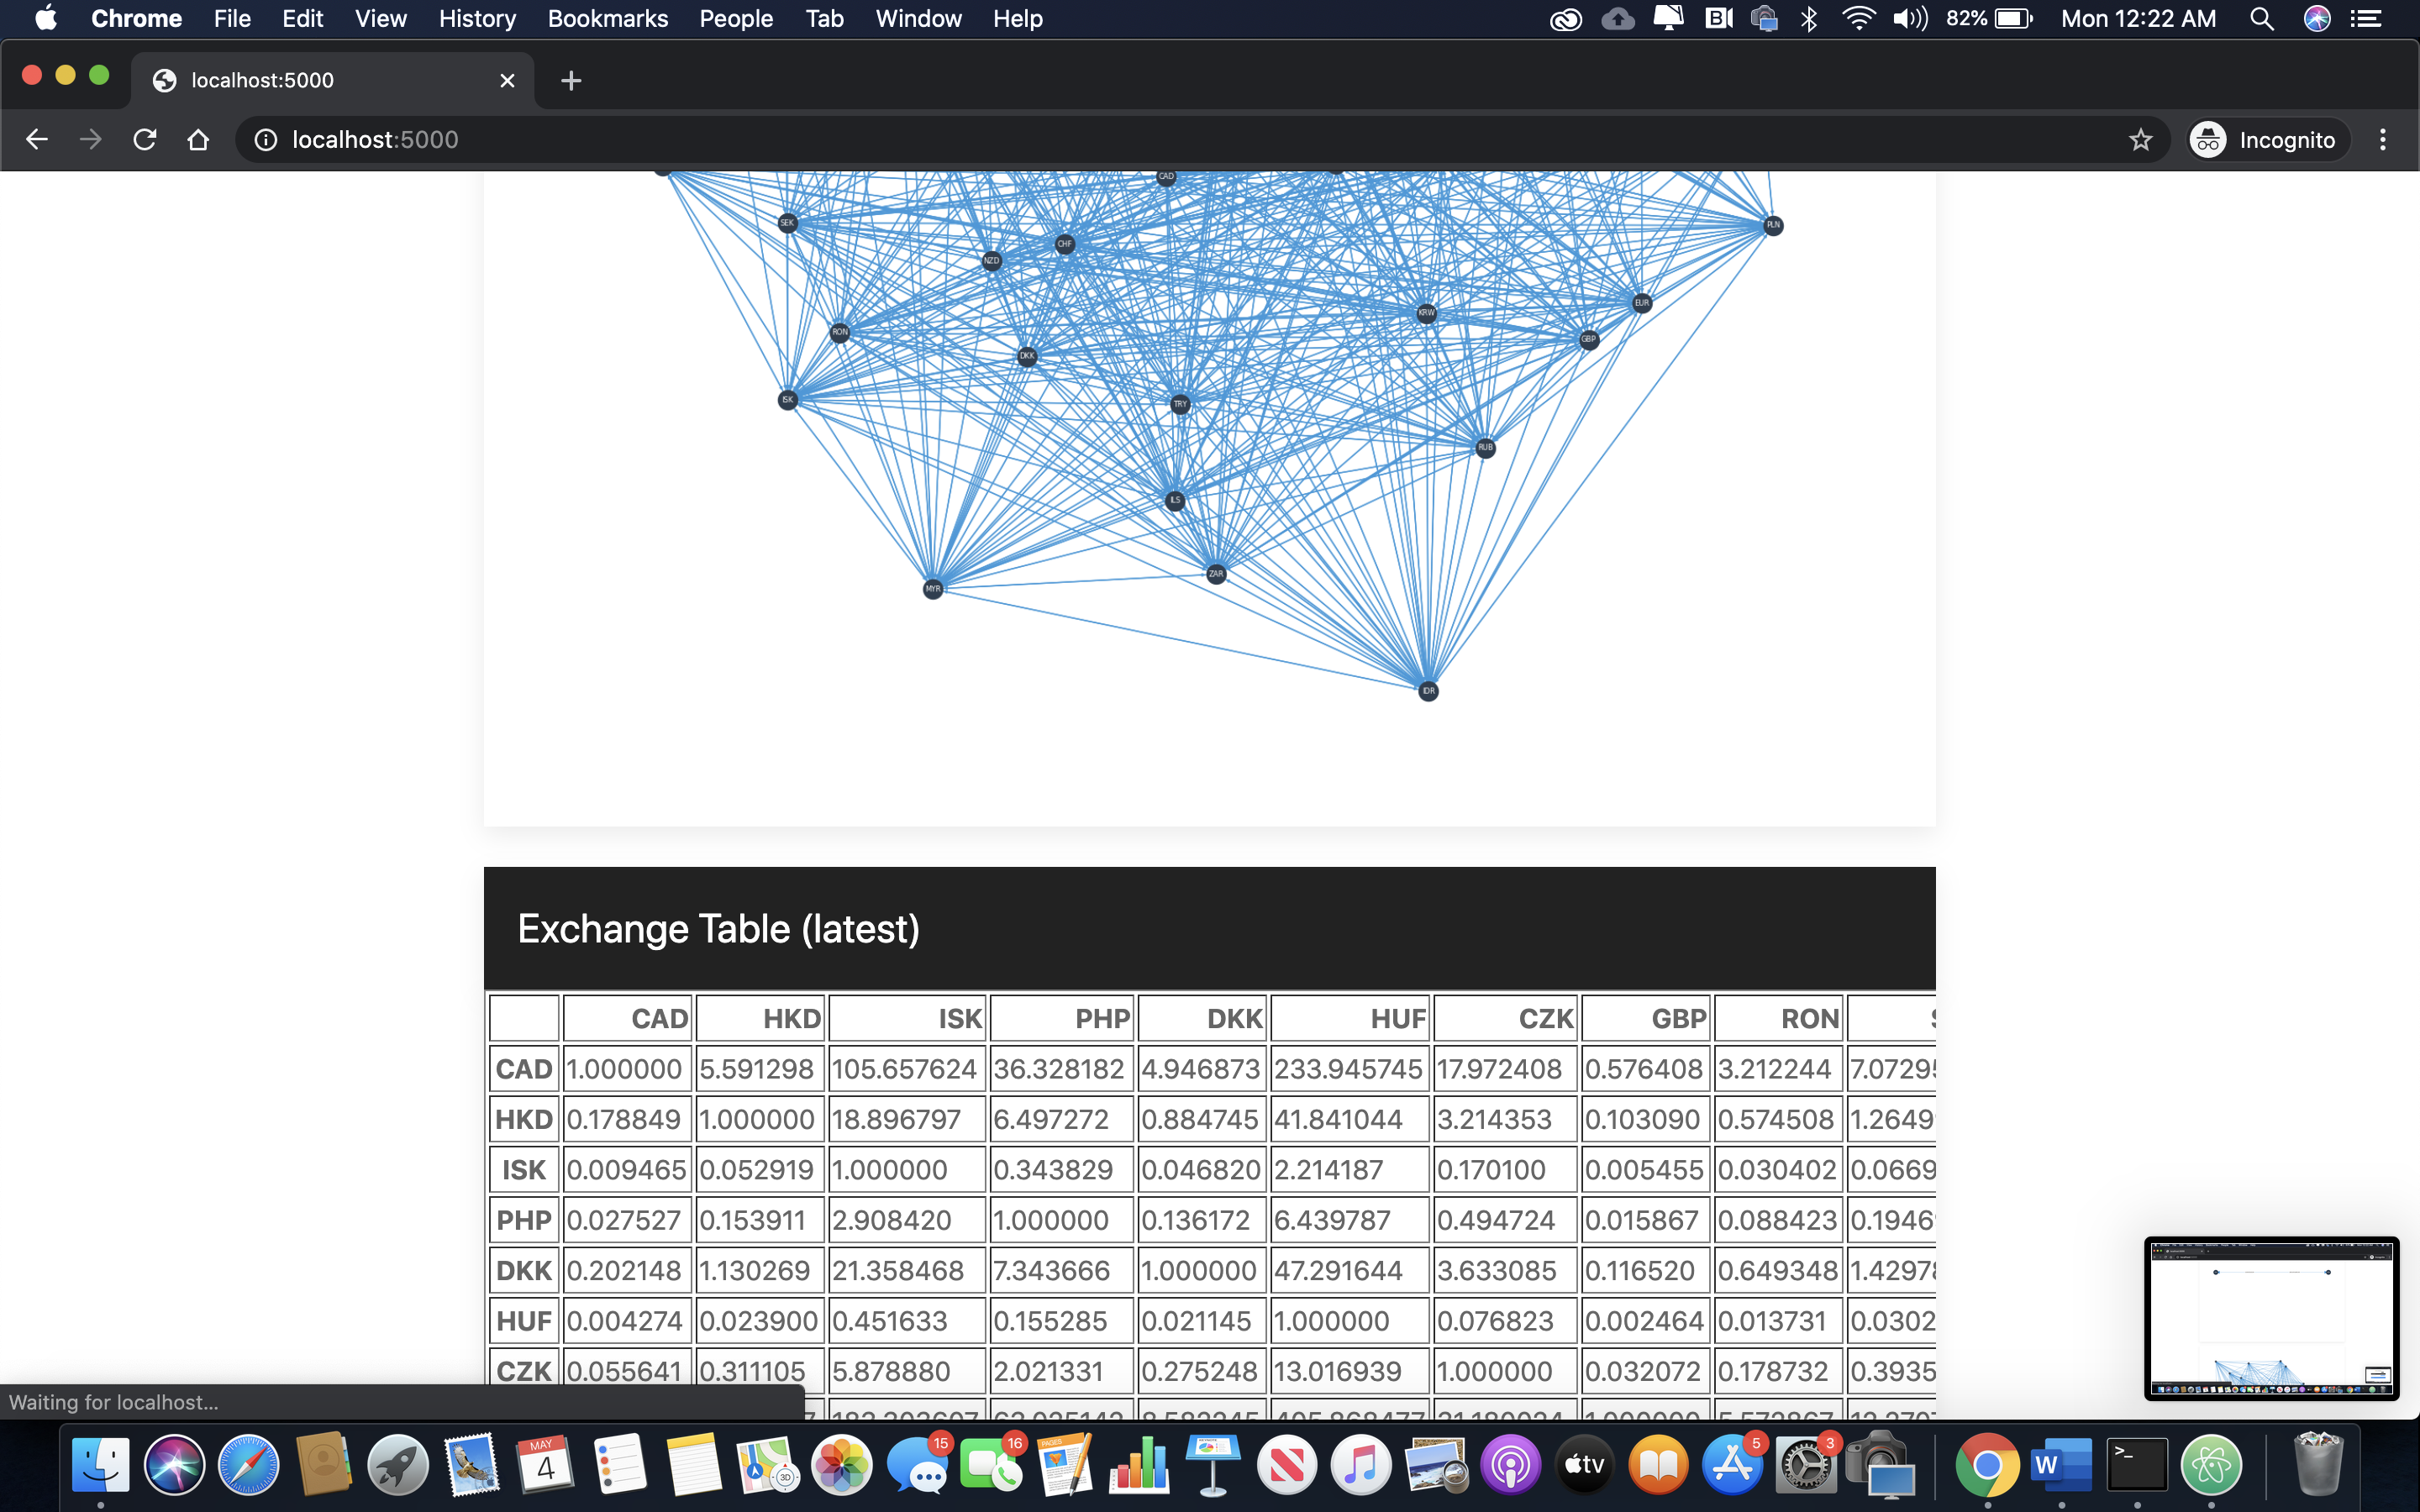 Chrome File Edit View History Bookmarks People Tab Window Help 82% Mon 12:22 AM
localhost:5000
localhost:5000 Incognito
CAD
SEK PLN
CHF
NZD
EUR
KRW
RON GBP
DKK
ISK TRY
RUB
ILS
ZAR
MYR
IDR
Exchange Table (latest)
CAD HKD ISK PHP DKK HUF CZK GBP RON
CAD 1.000000 5.591298 105.657624 36.328182 4.946873 233.945745 17.972408 0.576408 3.212244 7.0729
HKD 0.178849 1.000000 18.896797 6.497272 0.884745 41.841044 3.214353 0.103090 0.574508 1.2649
ISK 0.009465 0.052919 1.000000 0.343829 0.046820 2.214187 0.170100 0.005455 0.030402 0.0669
PHP 0.027527 0.153911 2.908420 1.000000 0.136172 6.439787 0.494724 0.015867 0.088423 0.1946
DKK 0.202148 1.130269 21.358468 7.343666 1.000000 47.291644 3.633085 0.116520 0.649348 1.4297
HUF 0.004274 0.023900 0.451633 0.155285 0.021145 1.000000 0.076823 0.002464 0.013731 0.0302
CZK 0.055641 0.311105 5.878880 2.021331 0.275248 13.016939 1.000000 0.032072 0.178732 0.3935
Waiting for localhost...
MAY
4
3D
15
16
PAGES
tv
5
3
W
>_